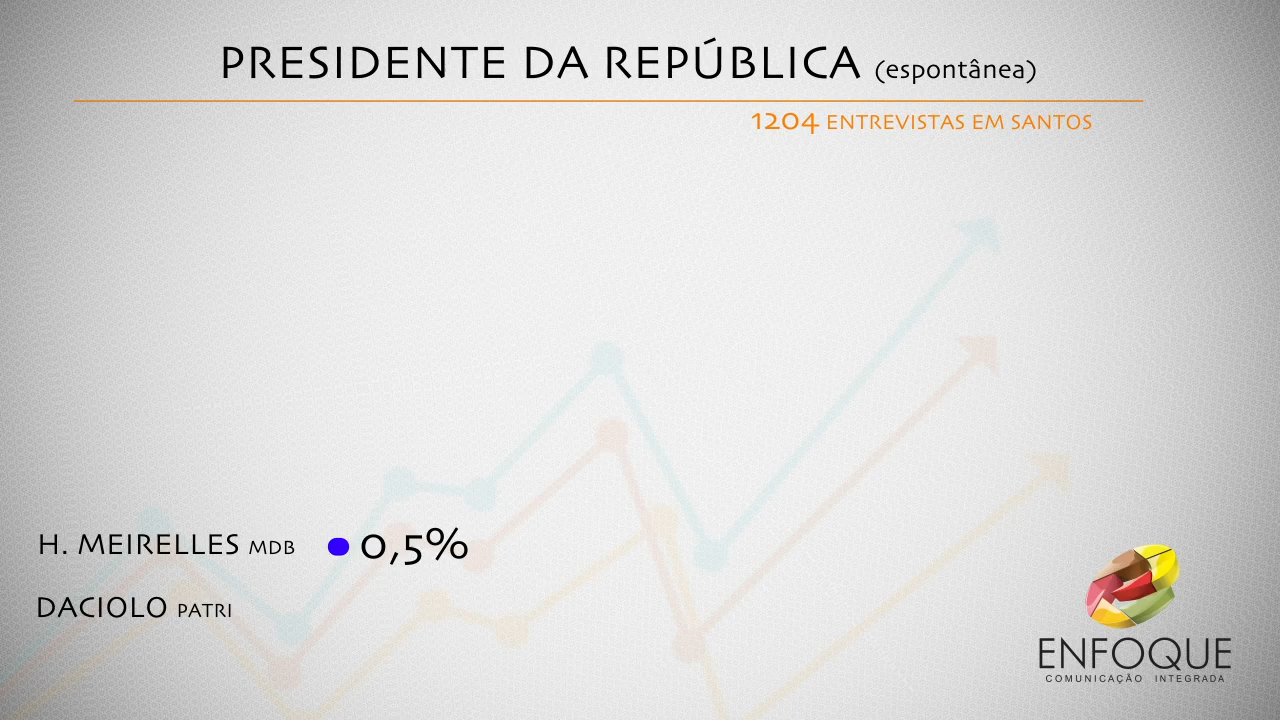 PRESIDENTE DA REPÚBLICA (espontânea)
1204 ENTREVISTAS EM SANTOS
H. MEIRELLES MDB 0,5%
DACIOLO PATRI
ENFOQUE
COMUNICAÇÃO INTEGRADA